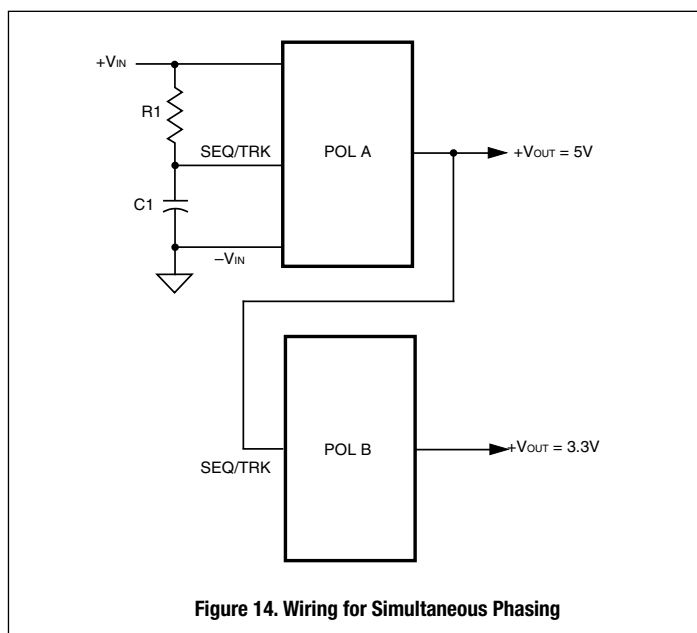 +VIN
R1
SEQ/TRK
POL A
+VOUT = 5V
C1
–VIN
POL B
+VOUT = 3.3V
SEQ/TRK
Figure 14. Wiring for Simultaneous Phasing